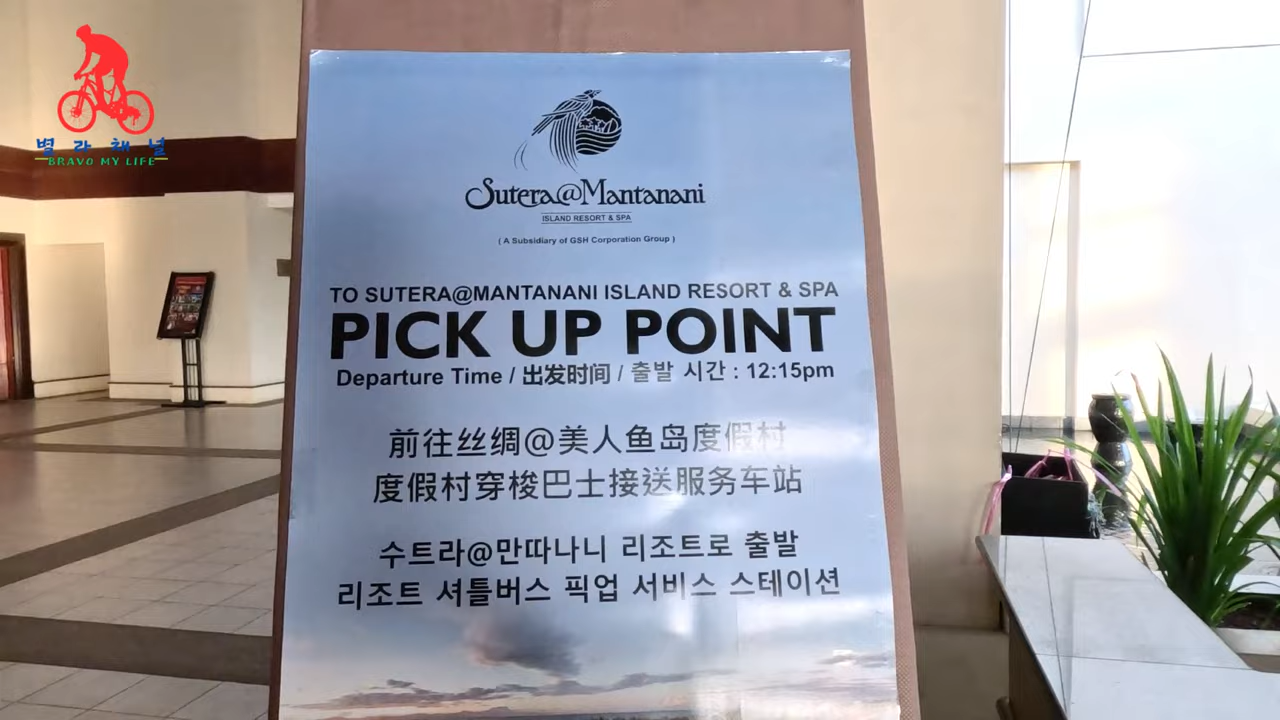 별 라 채 널
BRAVO MY LIFE
Sutera@Mantanani
ISLAND RESORT & SPA
( A Subsidiary of GSH Corporation Group )
TO SUTERA@MANTANANI ISLAND RESORT & SPA
PICK UP POINT
Departure Time / 出发时间 / 출발 시간 : 12:15pm
前往丝绸@美人鱼岛度假村
度假村穿梭巴士接送服务车站
수트라@만따나니 리조트로 출발
리조트 셔틀버스 픽업 서비스 스테이션